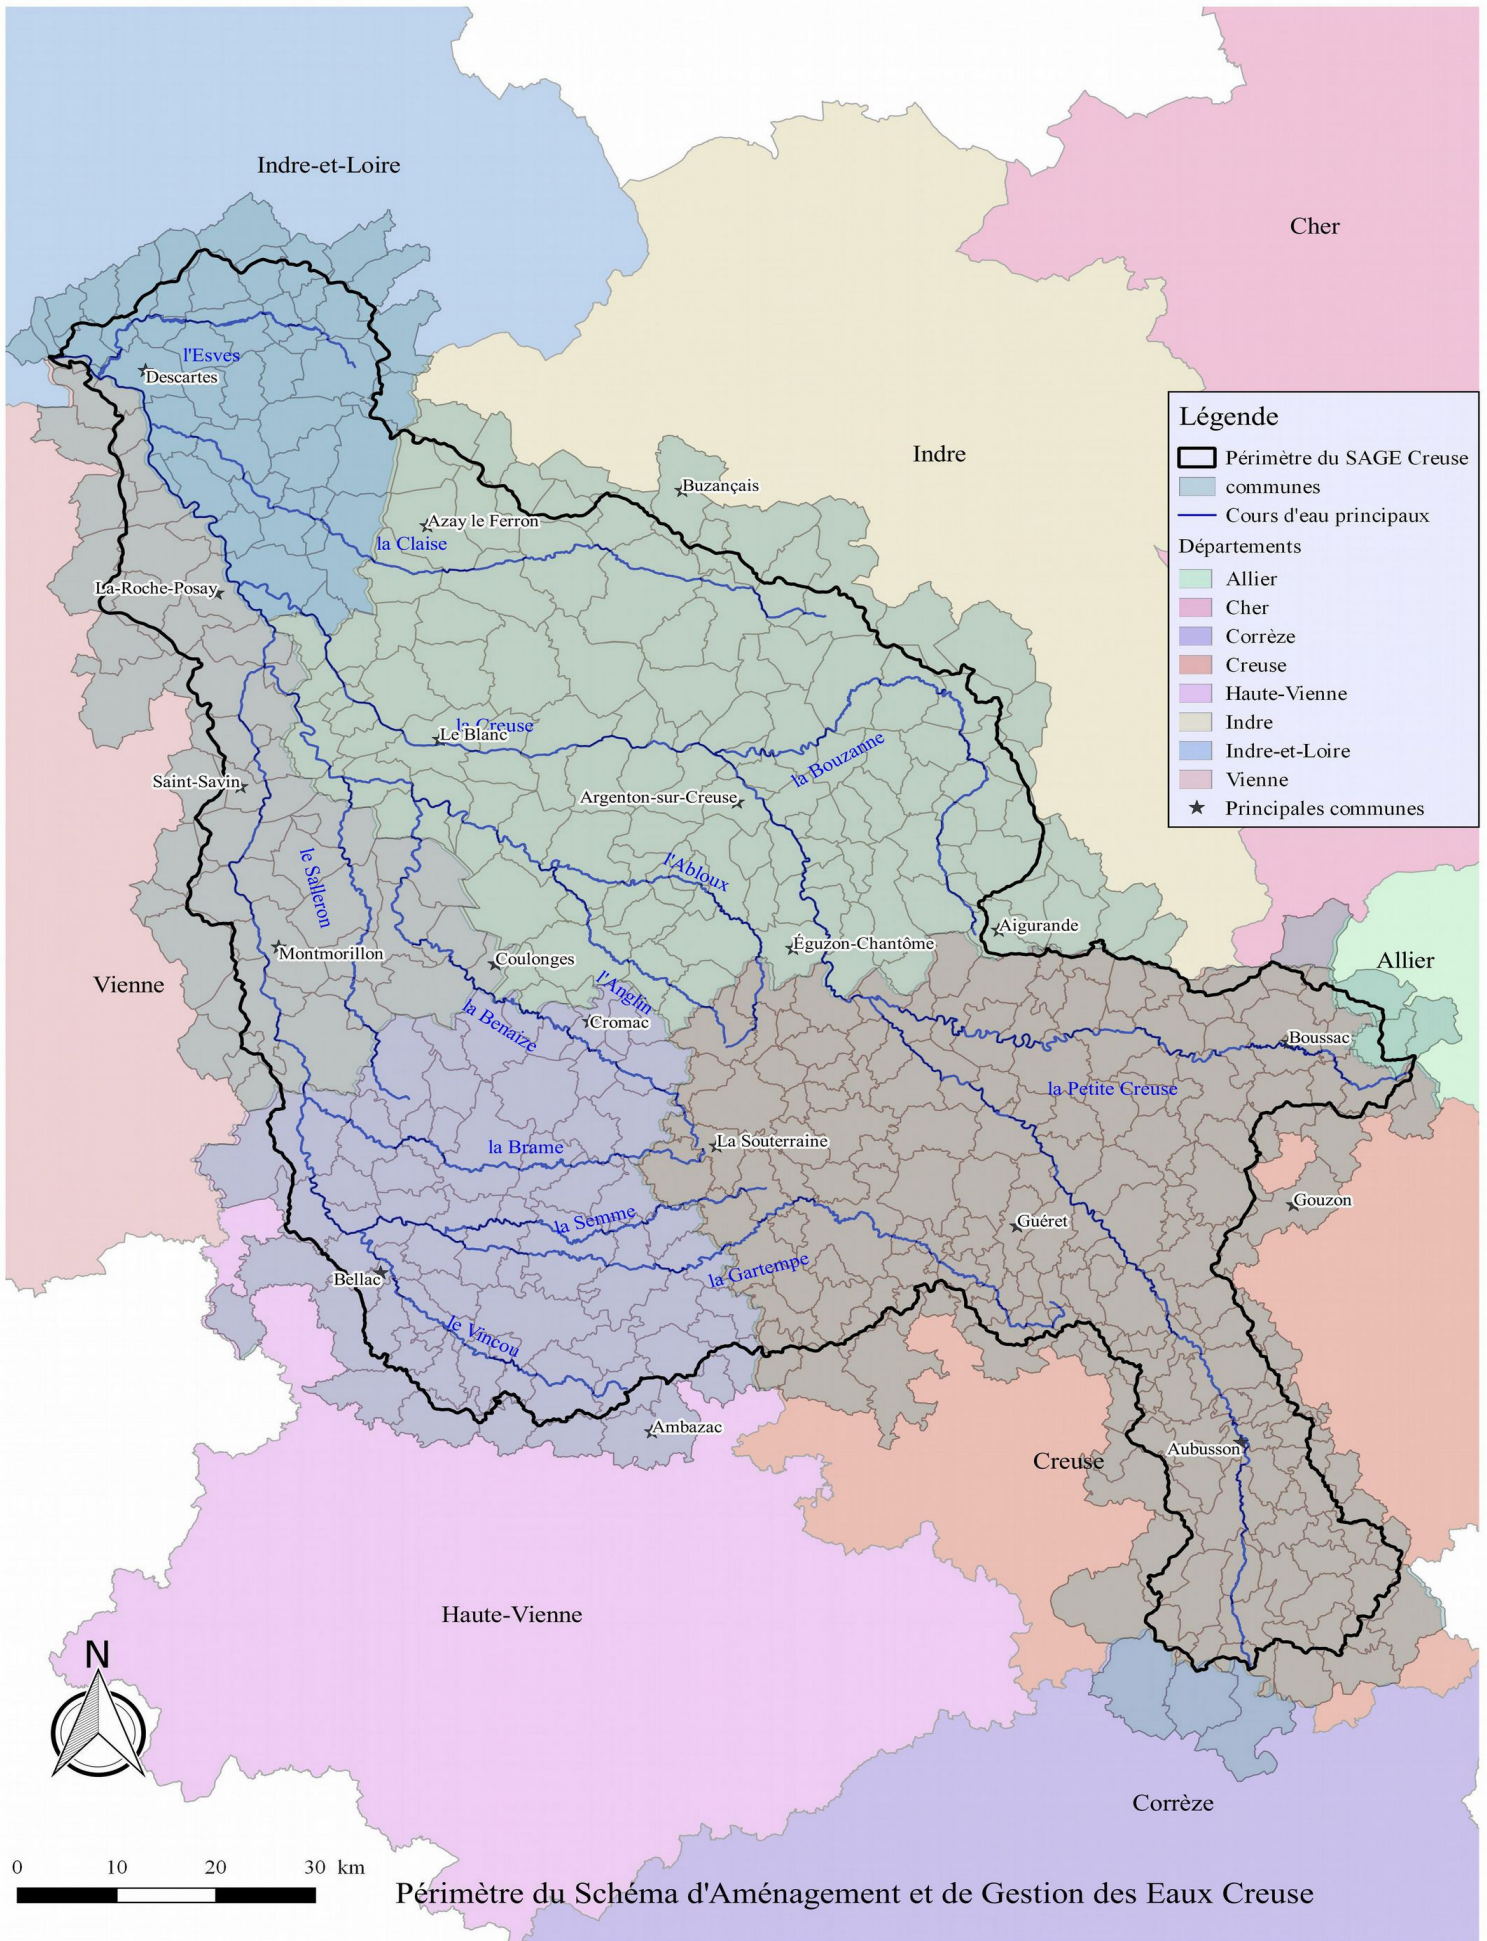 Indre-et-Loire
Cher
l'Esves
Descartes
Indre
Légende
Périmètre du SAGE Creuse
communes
Cours d'eau principaux
Départements
Allier
Cher
Corrèze
Creuse
Haute-Vienne
Indre
Indre-et-Loire
Vienne
Principales communes
Buzançais
Azay le Ferron
la Claise
La-Roche-Posay
la Creuse
Le Blanc
la Bouzanne
Saint-Savin
Argenton-sur-Creuse
le Salleron
l'Abloux
Aigurande
Éguzon-Chantôme
Montmorillon
Coulonges
Allier
Vienne
l'Anglin
la Benaize
Cromac
Boussac
la Petite Creuse
la Brame
La Souterraine
Gouzon
la Semme
Guéret
la Gartempe
Bellac
le Vincou
Ambazac
Aubusson
Creuse
Haute-Vienne
N
Corrèze
0 10 20 30 km
Périmètre du Schéma d'Aménagement et de Gestion des Eaux Creuse